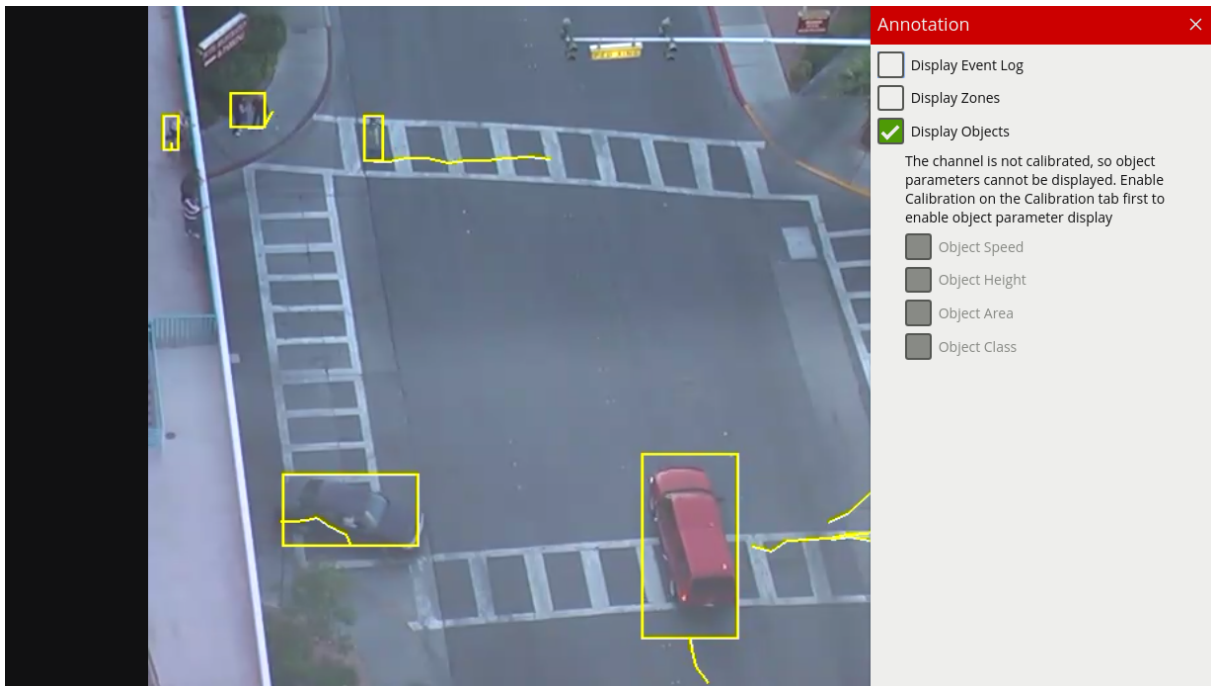 Annotation
Display Event Log
Display Zones
Display Objects
The channel is not calibrated, so object
parameters cannot be displayed. Enable
Calibration on the Calibration tab first to
enable object parameter display
Object Speed
Object Height
Object Area
Object Class